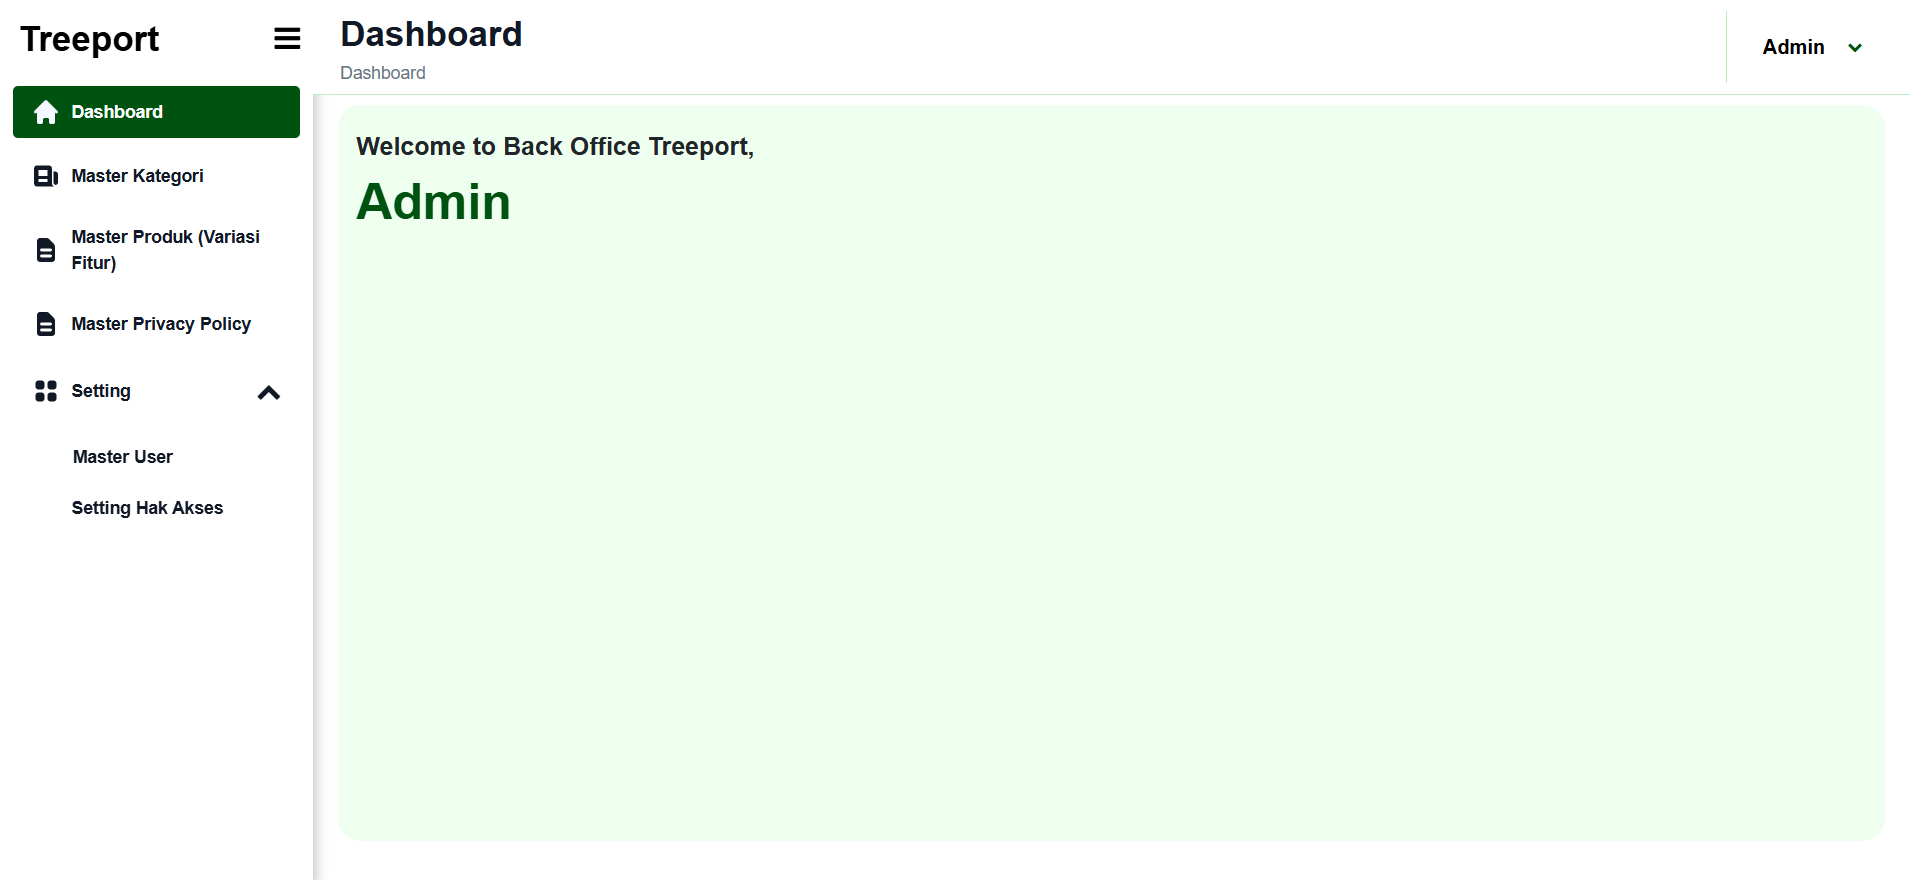 Treeport
Dashboard
Master Kategori
Master Produk (Variasi
Fitur)
Master Privacy Policy
Setting
Master User
Setting Hak Akses
Dashboard
Dashboard
Admin
Welcome to Back Office Treeport,
Admin